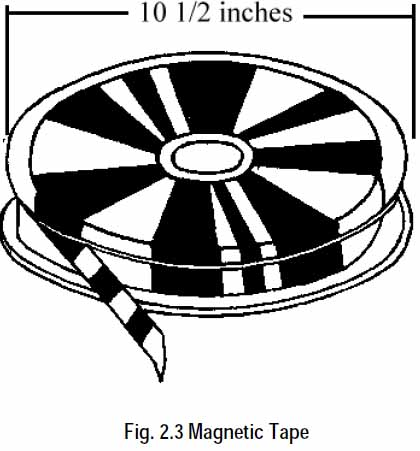 10 1/2 inches
Fig. 2.3 Magnetic Tape